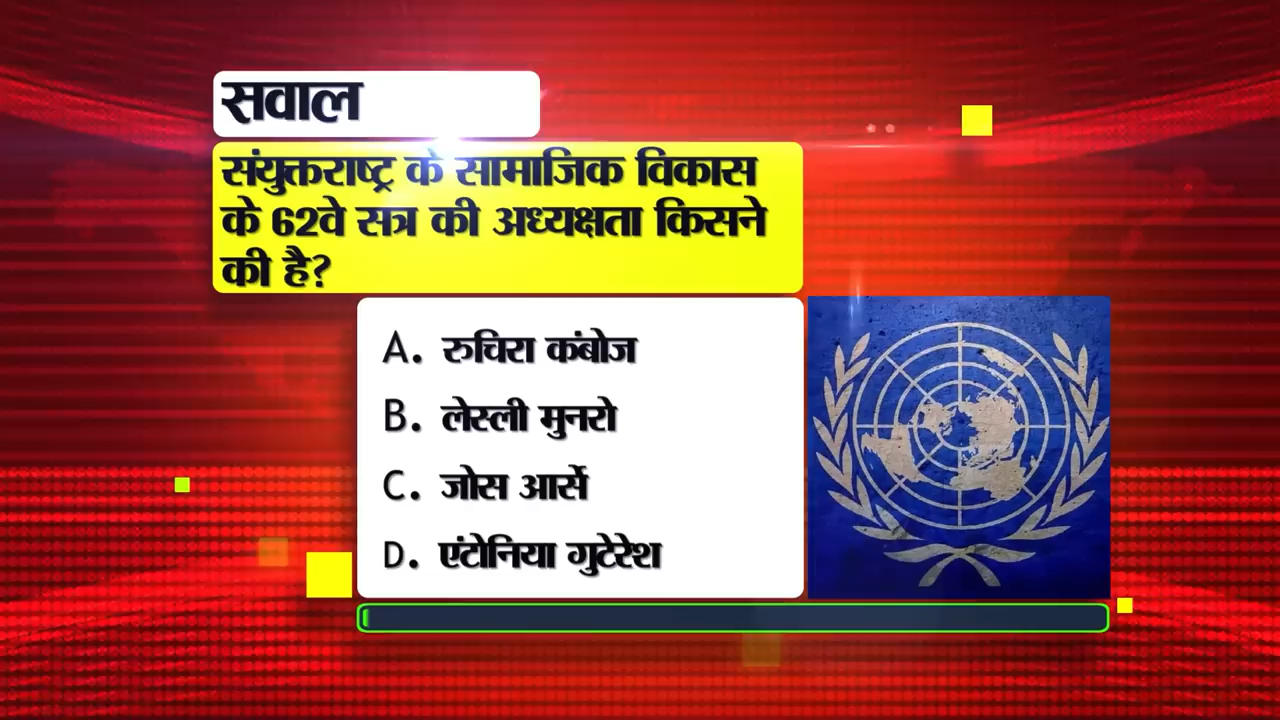 सवाल
संयुक्तराष्ट्र के सामाजिक विकास
के 62वे सत्र की अध्यक्षता किसने
की है?
A. रुचिरा कंबोज
B. लेस्ली मुनरो
C. जोस आर्से
D. एंटोनिया गुटेरेश